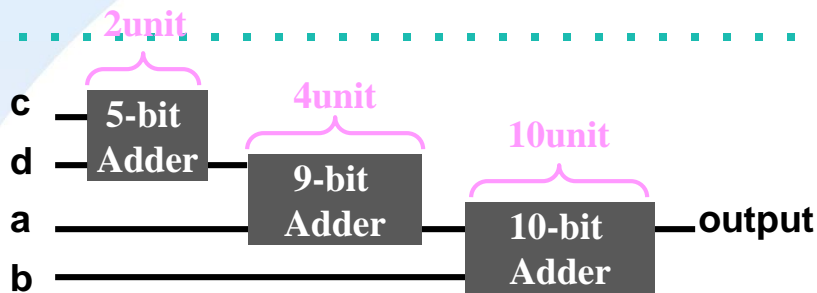 2unit
4unit
10unit
c
5-bit
Adder
d
9-bit
Adder
a
10-bit
Adder
output
b